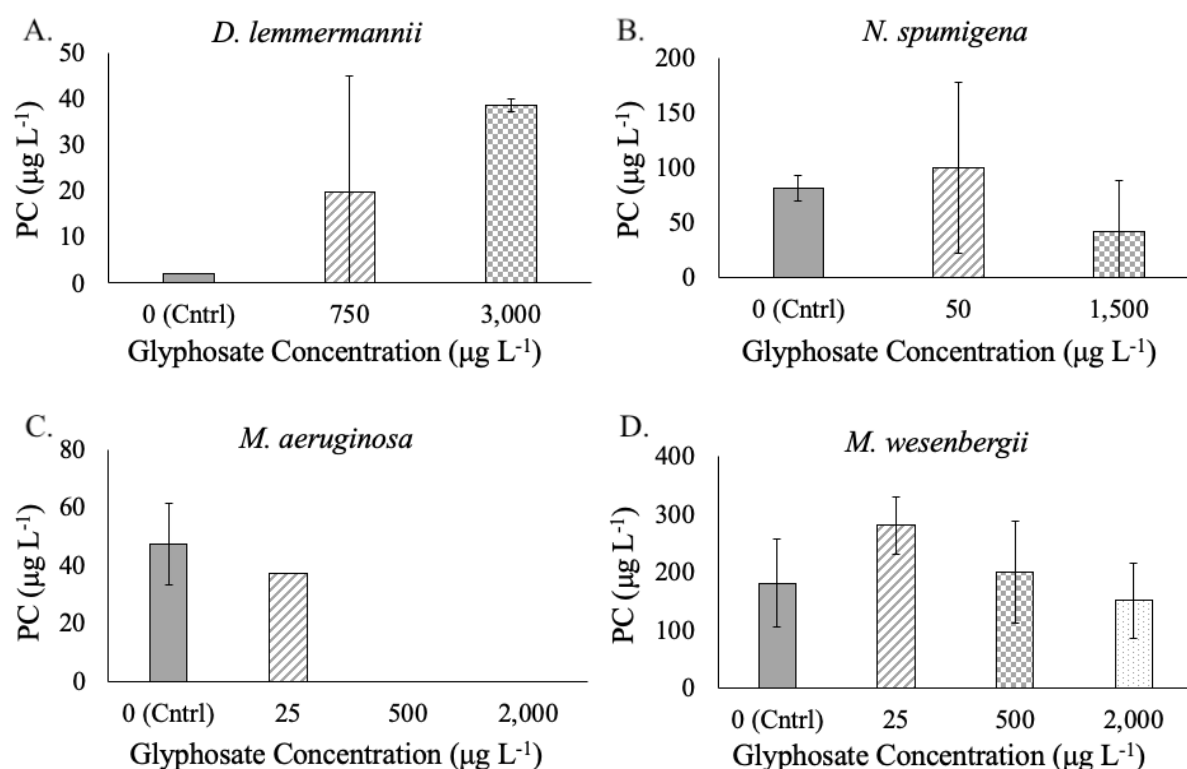 A.
D. lemmermannii
PC (µg L⁻¹)
50
40
30
20
10
0
0 (Cntrl) 750 3,000
Glyphosate Concentration (µg L⁻¹)
B.
N. spumigena
PC (µg L⁻¹)
200
150
100
50
0
0 (Cntrl) 50 1,500
Glyphosate Concentration (µg L⁻¹)
C.
M. aeruginosa
PC (µg L⁻¹)
80
60
40
20
0
0 (Cntrl) 25 500 2,000
Glyphosate Concentration (µg L⁻¹)
D.
M. wesenbergii
PC (µg L⁻¹)
400
300
200
100
0
0 (Cntrl) 25 500 2,000
Glyphosate Concentration (µg L⁻¹)